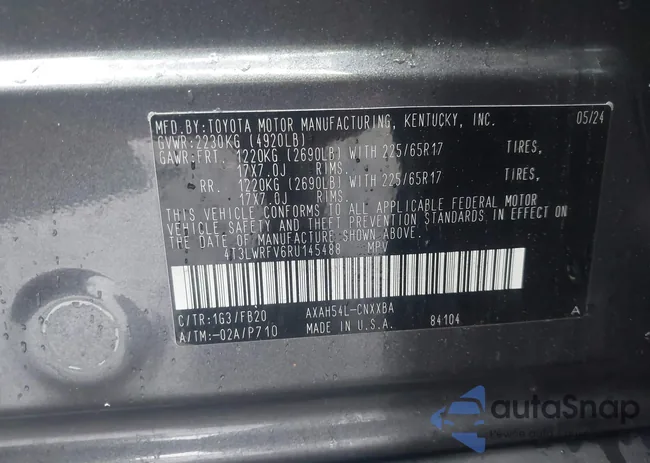 MFD.BY:TOYOTA MOTOR MANUFACTURING, KENTUCKY, INC. 05/24
GVWR:2230KG (4920LB)
GAWR:FRT. 1220KG (2690LB) WITH 225/65R17 TIRES,
17X7.0J RIMS.
RR. 1220KG (2690LB) WITH 225/65R17 TIRES,
17X7.0J RIMS.
THIS VEHICLE CONFORMS TO ALL APPLICABLE FEDERAL MOTOR
VEHICLE SAFETY AND THEFT PREVENTION STANDARDS IN EFFECT ON
THE DATE OF MANUFACTURE SHOWN ABOVE.
4T3LWRFV6RU145488 MPV
C/TR:1G3/FB20 AXAH54L-CNXXBA A
A/TM:-02A/P710 MADE IN U.S.A. 84104
autaSnap